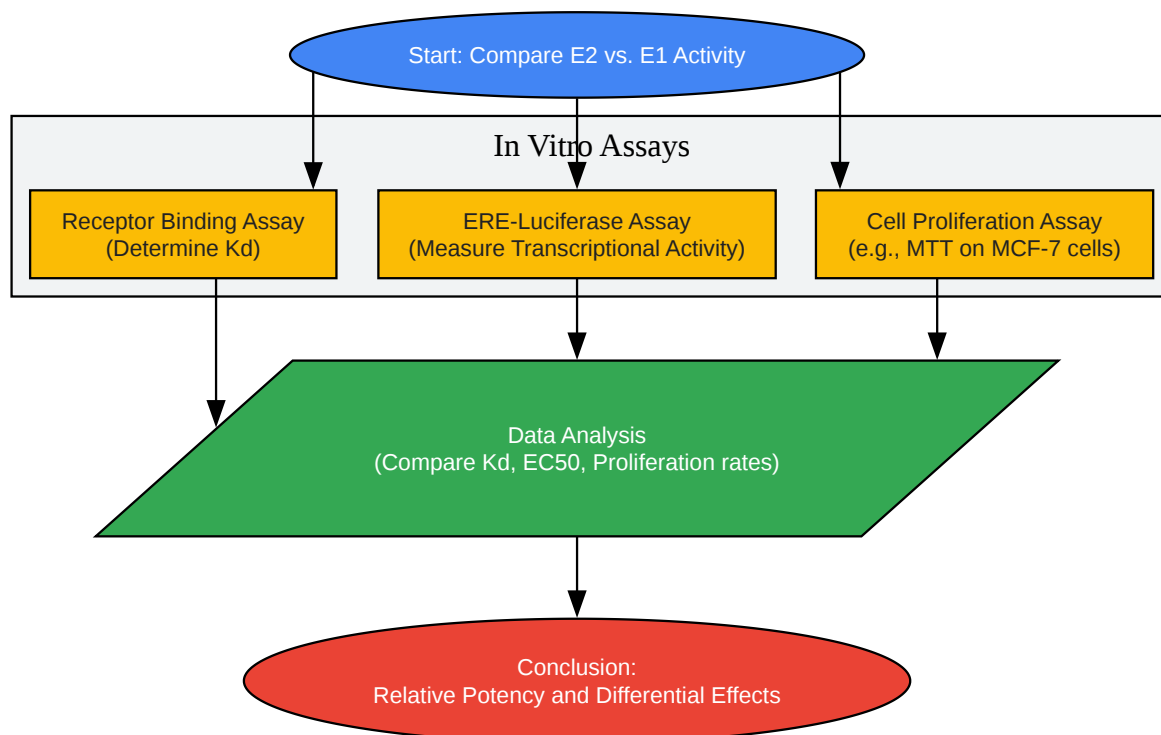 Start: Compare E2 vs. E1 Activity
In Vitro Assays
Receptor Binding Assay
(Determine Kd)
ERE-Luciferase Assay
(Measure Transcriptional Activity)
Cell Proliferation Assay
(e.g., MTT on MCF-7 cells)
Data Analysis
(Compare Kd, EC50, Proliferation rates)
Conclusion:
Relative Potency and Differential Effects